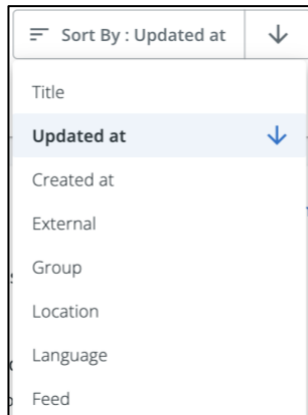 Sort By : Updated at
Title
Updated at
Created at
External
Group
Location
Language
Feed